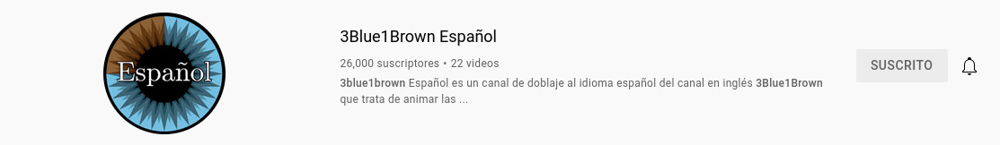 Español
3Blue1Brown Español
26,000 suscriptores • 22 videos
3blue1brown Español es un canal de doblaje al idioma español del canal en inglés 3Blue1Brown
que trata de animar las ...
SUSCRITO